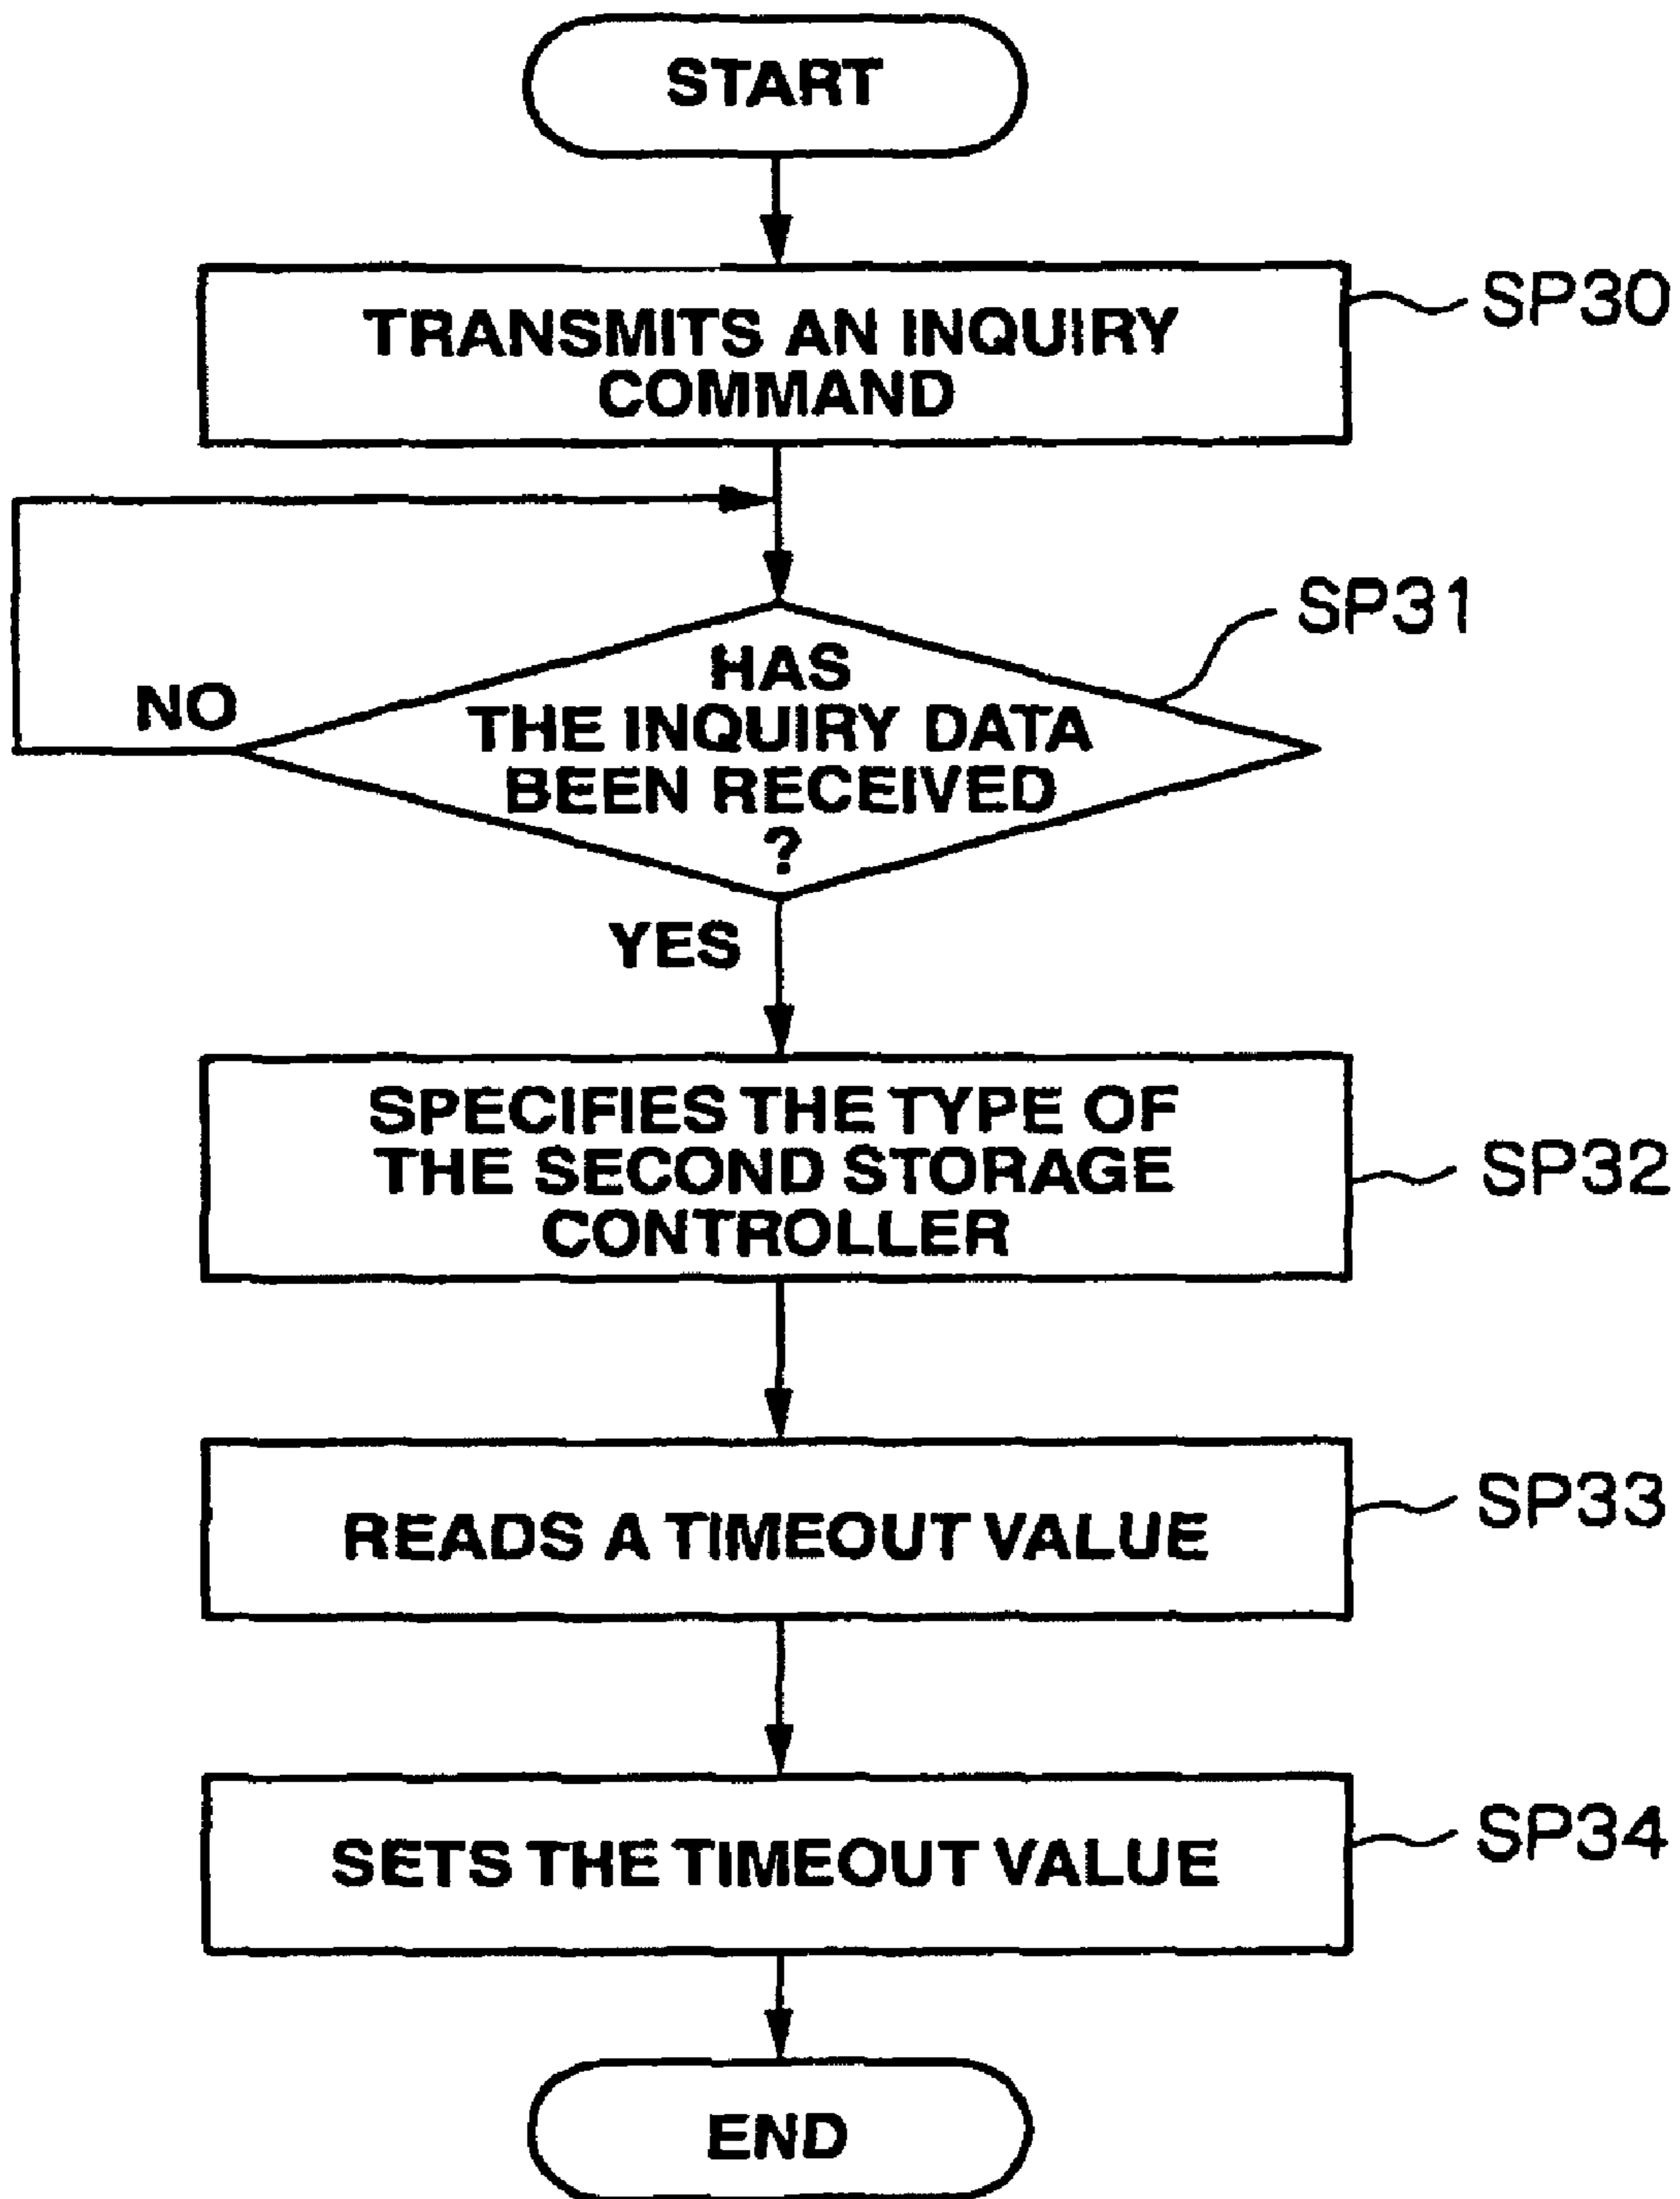 START
TRANSMITS AN INQUIRY
COMMAND
SP30
HAS
THE INQUIRY DATA
BEEN RECEIVED
?
SP31
NO
YES
SPECIFIES THE TYPE OF
THE SECOND STORAGE
CONTROLLER
SP32
READS A TIMEOUT VALUE
SP33
SETS THE TIMEOUT VALUE
SP34
END